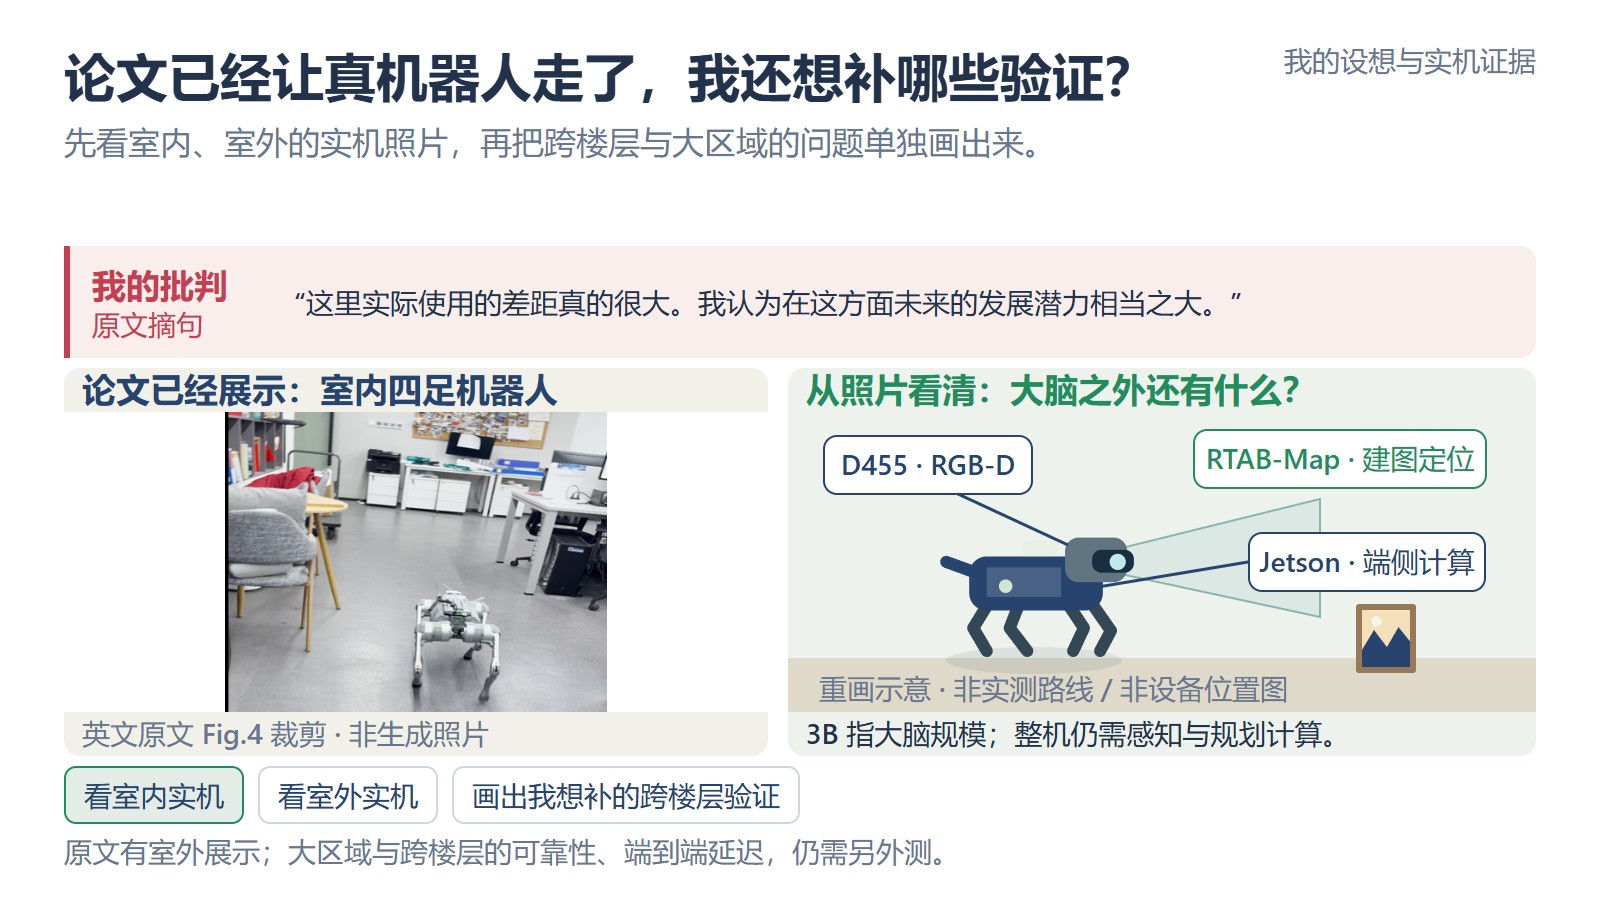 论文已经让真机器人走了，我还想补哪些验证？
我的设想与实机证据
先看室内、室外的实机照片，再把跨楼层与大区域的问题单独画出来。
我的批判
原文摘句
“这里实际使用的差距真的很大。我认为在这方面未来的发展潜力相当之大。”
论文已经展示：室内四足机器人
英文原文 Fig.4 裁剪 · 非生成照片
从照片看清：大脑之外还有什么？
D455 · RGB-D
RTAB-Map · 建图定位
Jetson · 端侧计算
重画示意 · 非实测路线 / 非设备位置图
3B 指大脑规模；整机仍需感知与规划计算。
看室内实机
看室外实机
画出我想补的跨楼层验证
原文有室外展示；大区域与跨楼层的可靠性、端到端延迟，仍需另外测。